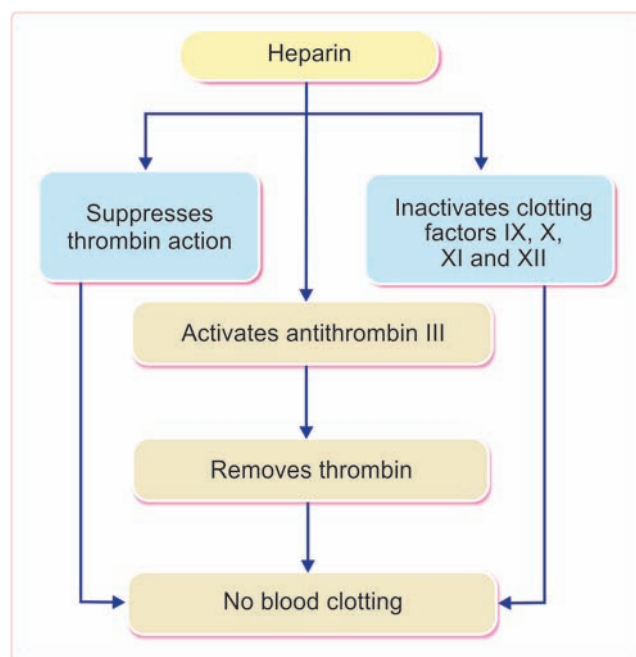 Heparin
Suppresses
thrombin action
Inactivates clotting
factors IX, X,
XI and XII
Activates antithrombin III
Removes thrombin
No blood clotting